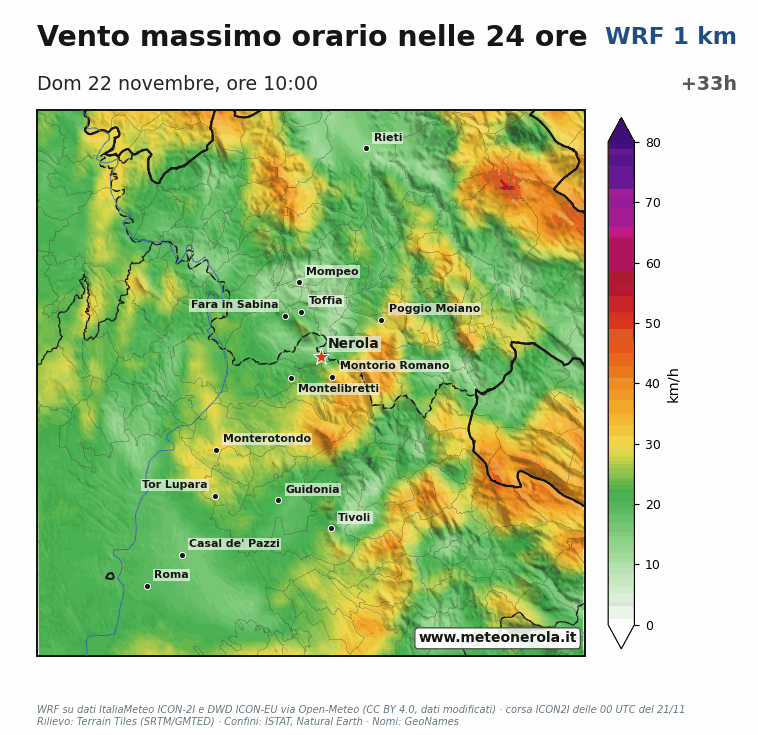 Vento massimo orario nelle 24 ore WRF 1 km
Dom 22 novembre, ore 10:00 +33h
Rieti
Mompeo
Fara in Sabina
Toffia
Poggio Moiano
Nerola
Montorio Romano
Montelibretti
Monterotondo
Tor Lupara
Guidonia
Tivoli
Casal de' Pazzi
Roma
www.meteonerola.it
80
70
60
50
40
30
20
10
0
km/h
WRF su dati ItaliaMeteo ICON-2I e DWD ICON-EU via Open-Meteo (CC BY 4.0, dati modificati) · corsa ICON2I delle 00 UTC del 21/11
Rilievo: Terrain Tiles (SRTM/GMTED) · Confini: ISTAT, Natural Earth · Nomi: GeoNames